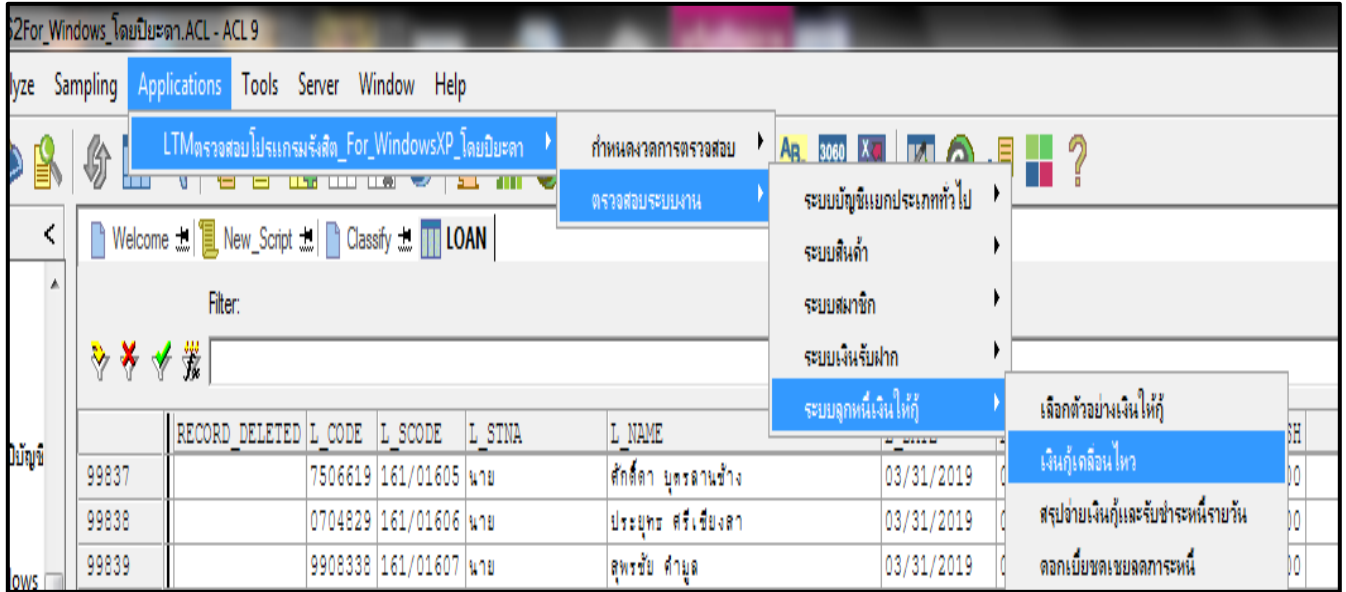 S2For_Windows_โดยปิยะดา.ACL - ACL 9
lyze Sampling Applications Tools Server Window Help
LTMตรวจสอบโปรแกรมรังสิต_For_WindowsXP_โดยปิยะดา
กำหนดงวดการตรวจสอบ
ตรวจสอบระบบงาน
ระบบบัญชีแยกประเภททั่วไป
ระบบสินค้า
ระบบสมาชิก
ระบบเงินรับฝาก
ระบบลูกหนี้เงินให้กู้
เลือกตัวอย่างเงินให้กู้
เงินกู้เคลื่อนไหว
สรุปจ่ายเงินกู้และรับชำระหนี้รายวัน
ดอกเบี้ยชดเชยลดภาระหนี้
Welcome New_Script Classify LOAN
Filter:
RECORD_DELETED L_CODE L_SCODE L_STNA L_NAME
99837 7506619 161/01605 นาย ศักดิ์ดา บุตรลานช้าง 03/31/2019
99838 0704829 161/01606 นาย ประยุทธ ศรีเชียงสา 03/31/2019
99839 9908338 161/01607 นาย สุพรชัย คำมูล 03/31/2019
ปีบัญชี
lows